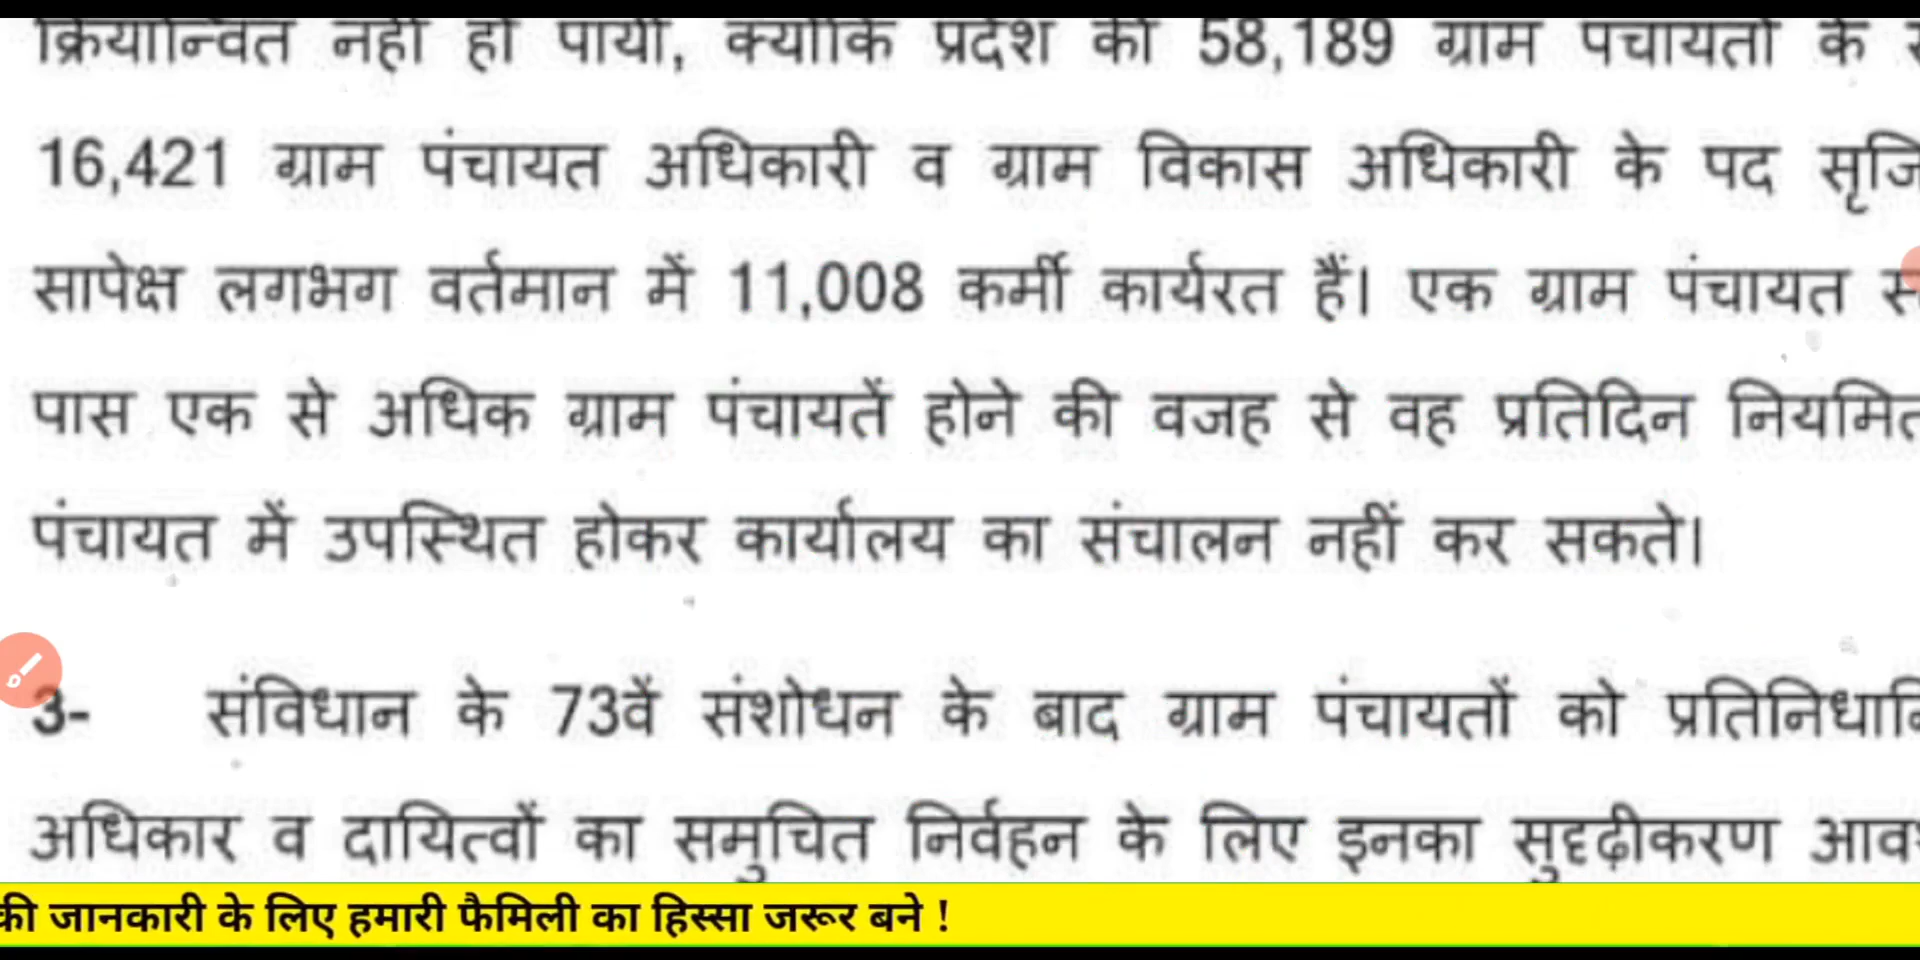 क्रियान्वित नहीं हो पायी, क्योंकि प्रदेश की 58,189 ग्राम पंचायतों के
16,421 ग्राम पंचायत अधिकारी व ग्राम विकास अधिकारी के पद
सापेक्ष लगभग वर्तमान में 11,008 कर्मी कार्यरत हैं। एक ग्राम पंचायत
पास एक से अधिक ग्राम पंचायतें होने की वजह से वह प्रतिदिन नियमित
पंचायत में उपस्थित होकर कार्यालय का संचालन नहीं कर सकते।
3- संविधान के 73वें संशोधन के बाद ग्राम पंचायतों को
अधिकार व दायित्वों का समुचित निर्वहन के लिए इनका सुदृढ़ीकरण
की जानकारी के लिए हमारी फैमिली का हिस्सा जरूर बने !